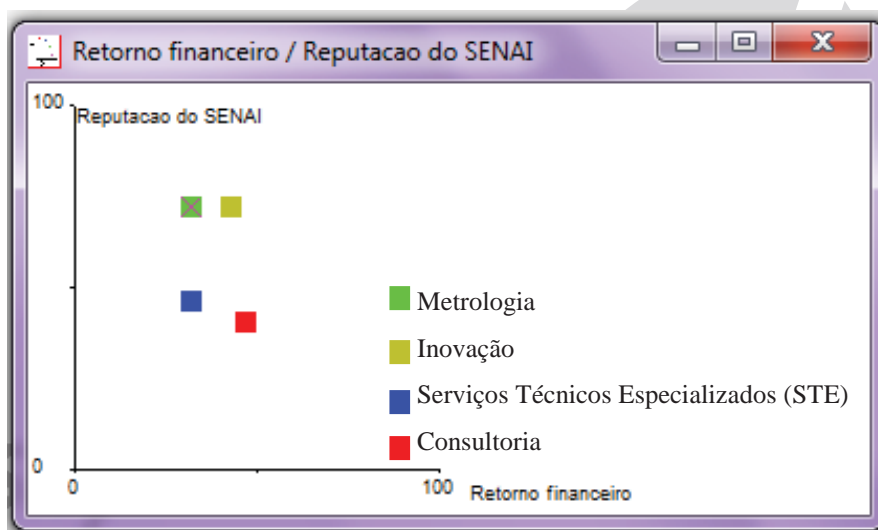 Retorno financeiro / Reputacao do SENAI
100
Reputacao do SENAI
Metrologia
Inovação
Serviços Técnicos Especializados (STE)
Consultoria
0
0
100
Retorno financeiro